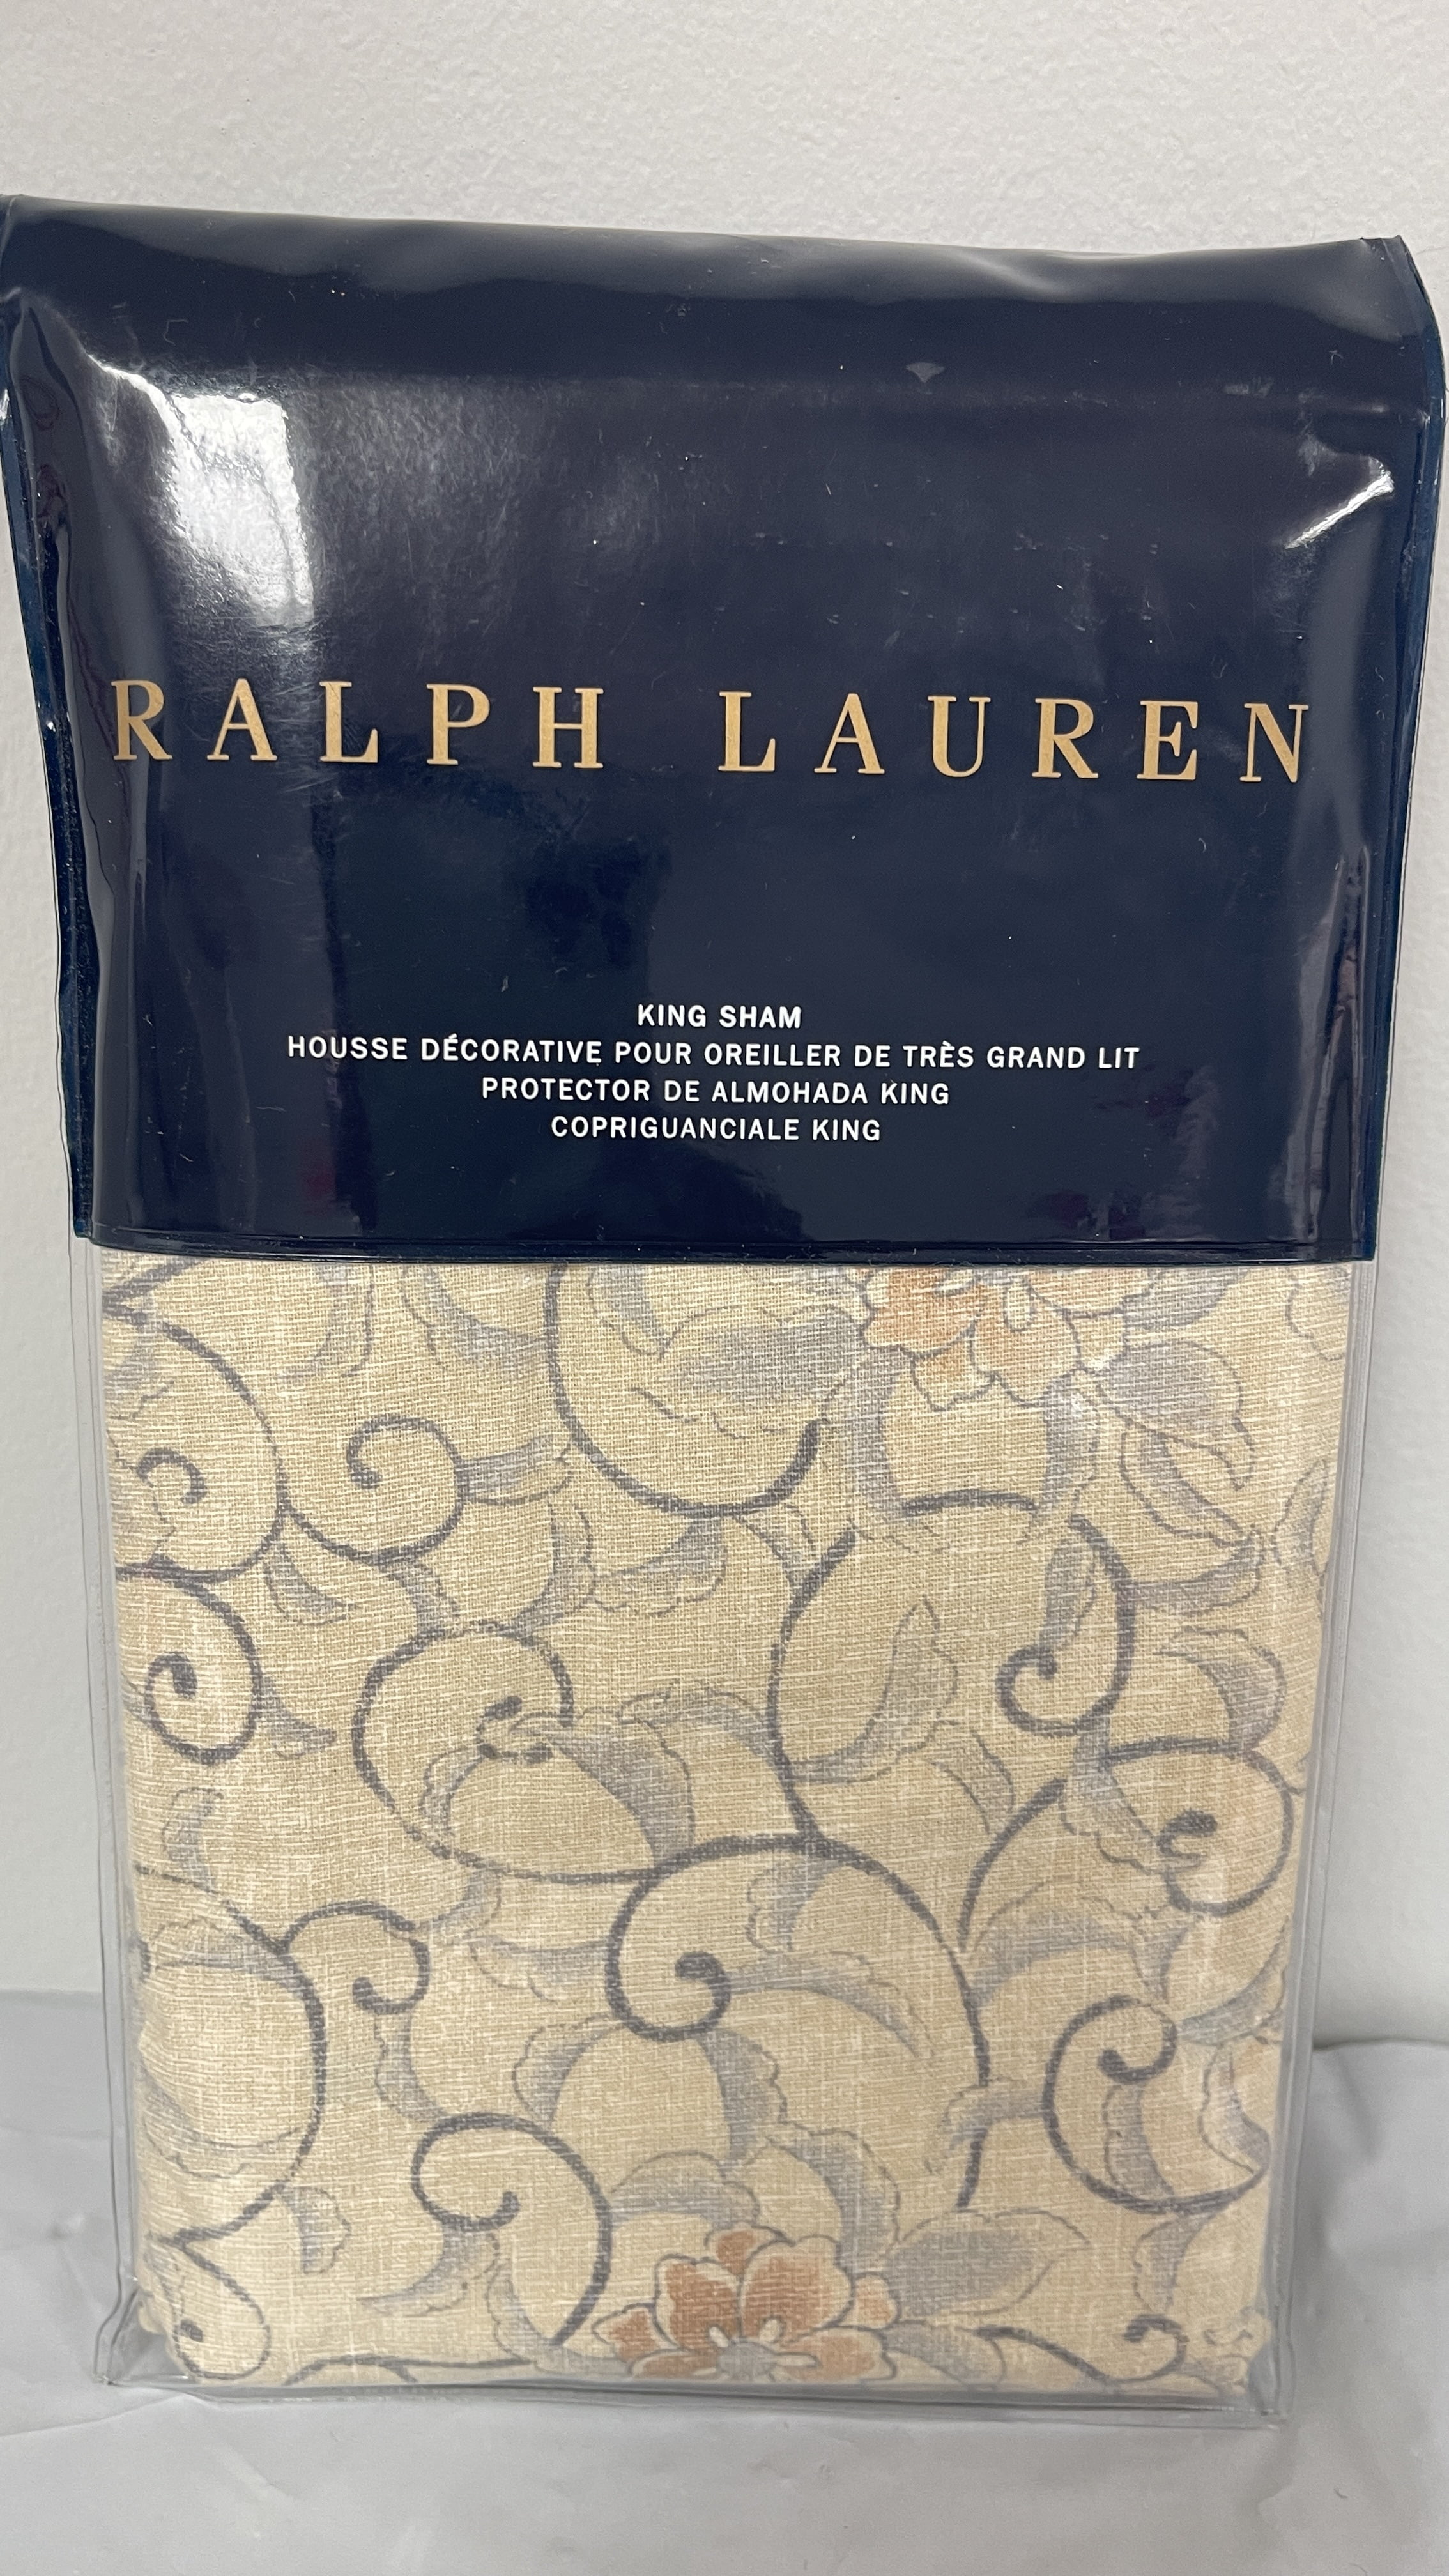 RALPH LAUREN
KING SHAM
HOUSSE DÉCORATIVE POUR OREILLER DE TRÈS GRAND LIT
PROTECTOR DE ALMOHADA KING
COPRIGUANCIALE KING